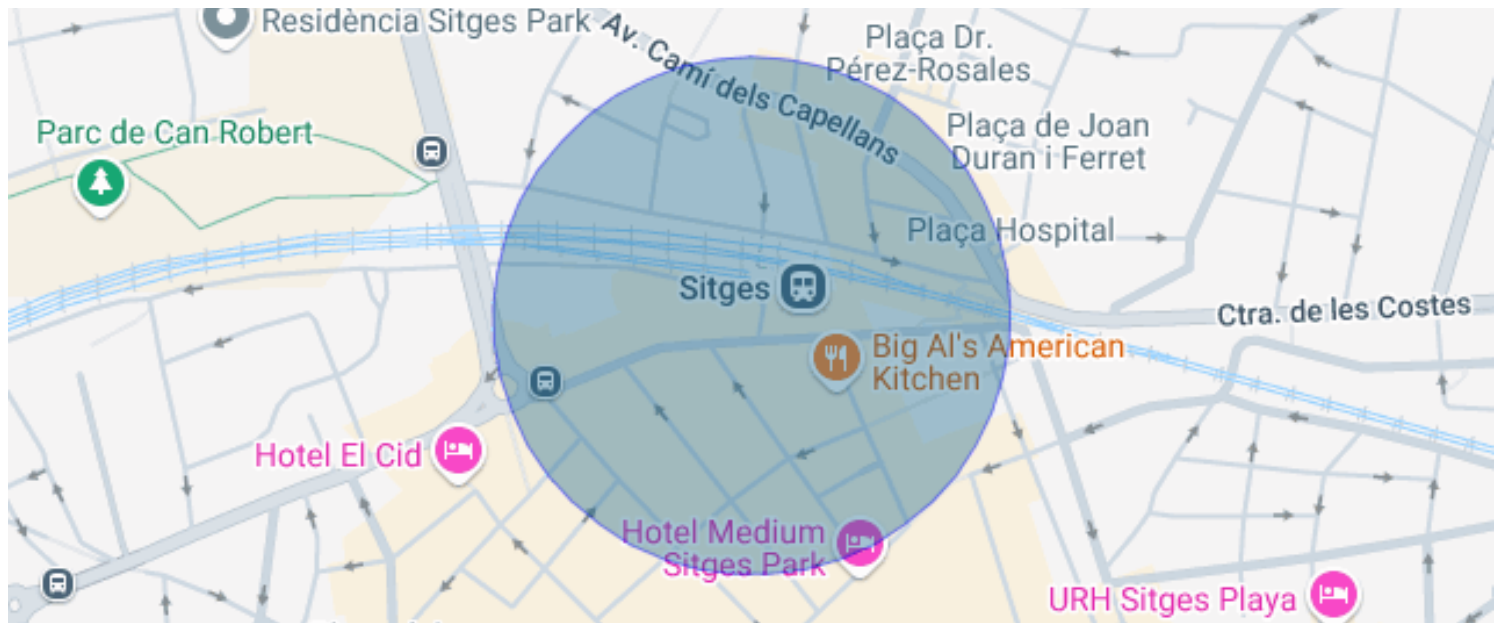 Residència Sitges Park
Av. Camí dels Capellans
Plaça Dr.
Pérez-Rosales
Parc de Can Robert
Plaça de Joan
Duran i Ferret
Plaça Hospital
Sitges
Ctra. de les Costes
Big Al's American
Kitchen
Hotel El Cid
Hotel Medium
Sitges Park
URH Sitges Playa